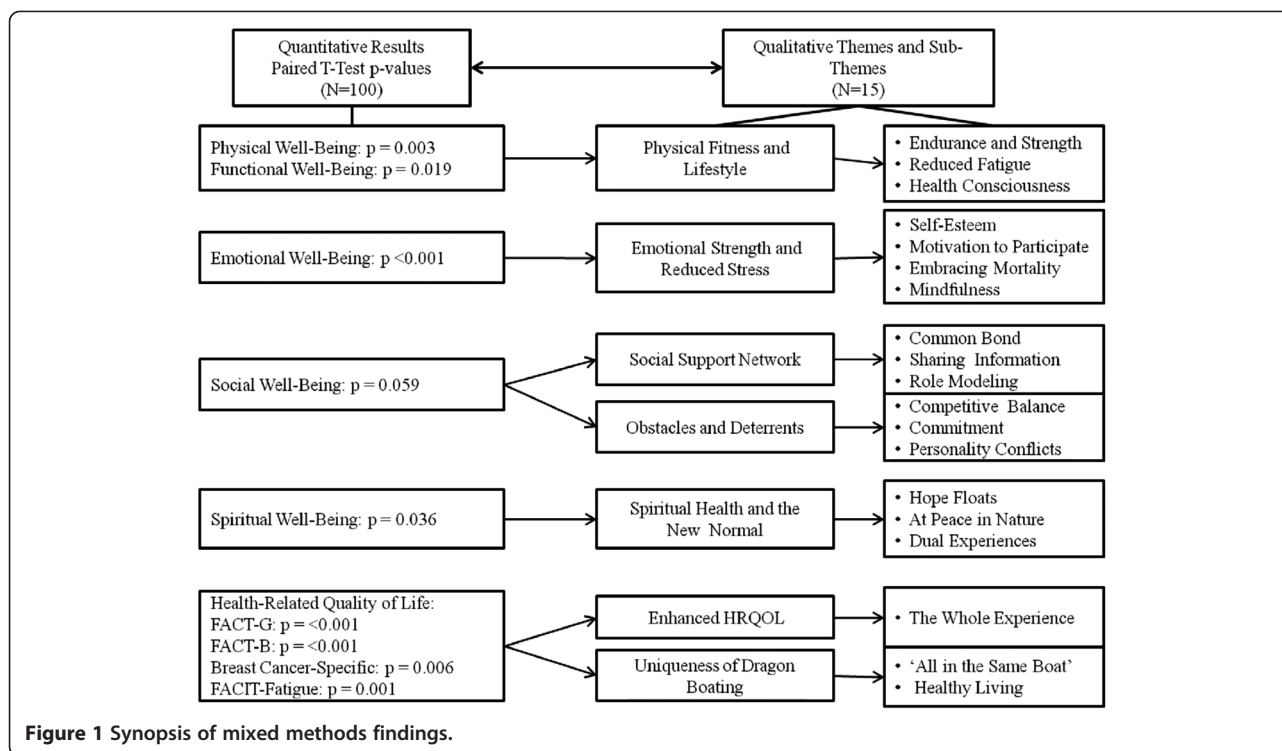 Quantitative Results
Paired T-Test p-values
(N=100)
Qualitative Themes and Sub-
Themes
(N=15)
Physical Well-Being: p = 0.003
Functional Well-Being: p = 0.019
Physical Fitness and
Lifestyle
• Endurance and Strength
• Reduced Fatigue
• Health Consciousness
Emotional Well-Being: p <0.001
Emotional Strength and
Reduced Stress
• Self-Esteem
• Motivation to Participate
• Embracing Mortality
• Mindfulness
Social Well-Being: p = 0.059
Social Support Network
• Common Bond
• Sharing Information
• Role Modeling
Obstacles and Deterrents
• Competitive Balance
• Commitment
• Personality Conflicts
Spiritual Well-Being: p = 0.036
Spiritual Health and the
New Normal
• Hope Floats
• At Peace in Nature
• Dual Experiences
Health-Related Quality of Life:
FACT-G: p = <0.001
FACT-B: p = <0.001
Breast Cancer-Specific: p = 0.006
FACIT-Fatigue: p = 0.001
Enhanced HRQOL
• The Whole Experience
Uniqueness of Dragon
Boating
• ‘All in the Same Boat’
• Healthy Living
Figure 1 Synopsis of mixed methods findings.